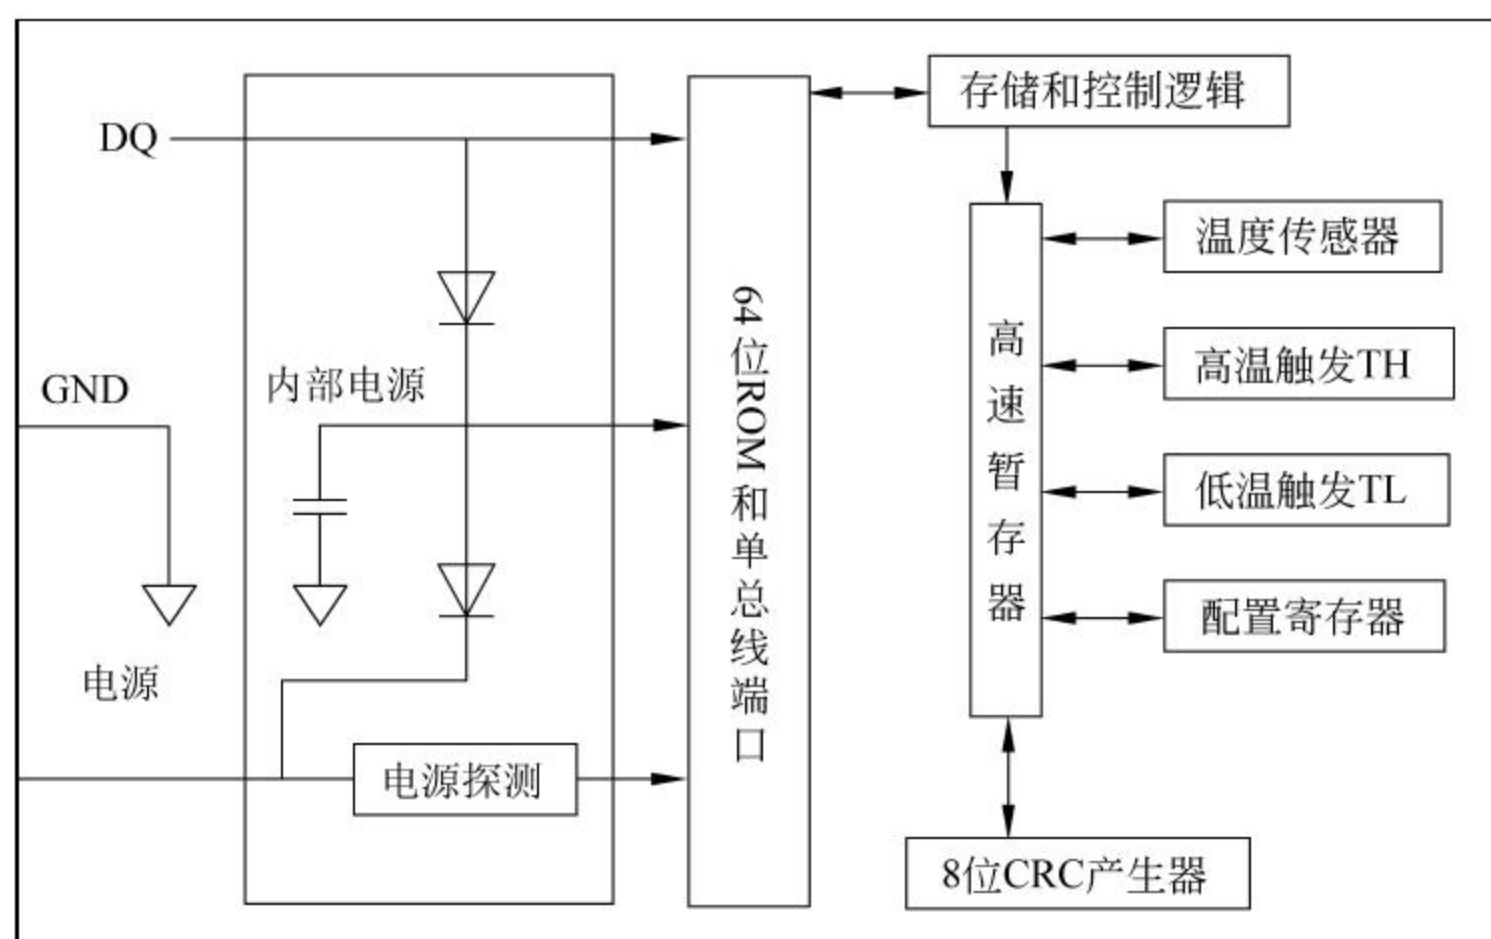 DQ
GND
内部电源
电源
电源探测
64位ROM和单总线端口
存储和控制逻辑
高速暂存器
温度传感器
高温触发TH
低温触发TL
配置寄存器
8位CRC产生器